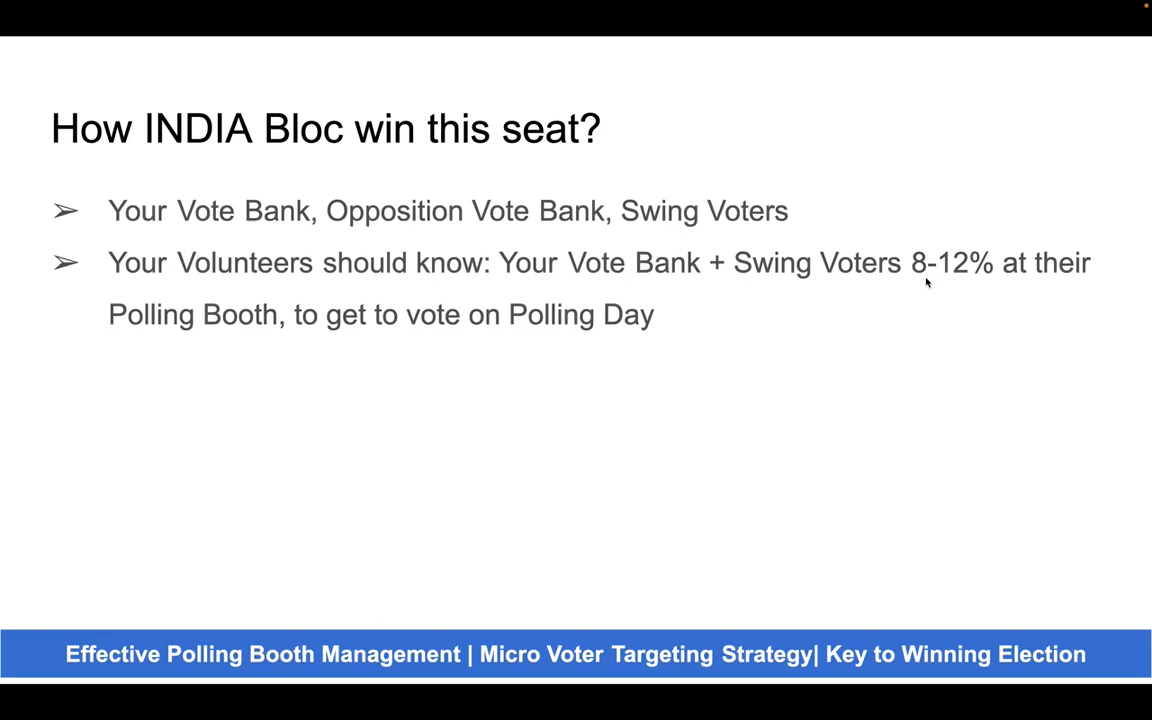 How INDIA Bloc win this seat?
➢ Your Vote Bank, Opposition Vote Bank, Swing Voters
➢ Your Volunteers should know: Your Vote Bank + Swing Voters 8-12% at their
Polling Booth, to get to vote on Polling Day
Effective Polling Booth Management | Micro Voter Targeting Strategy| Key to Winning Election